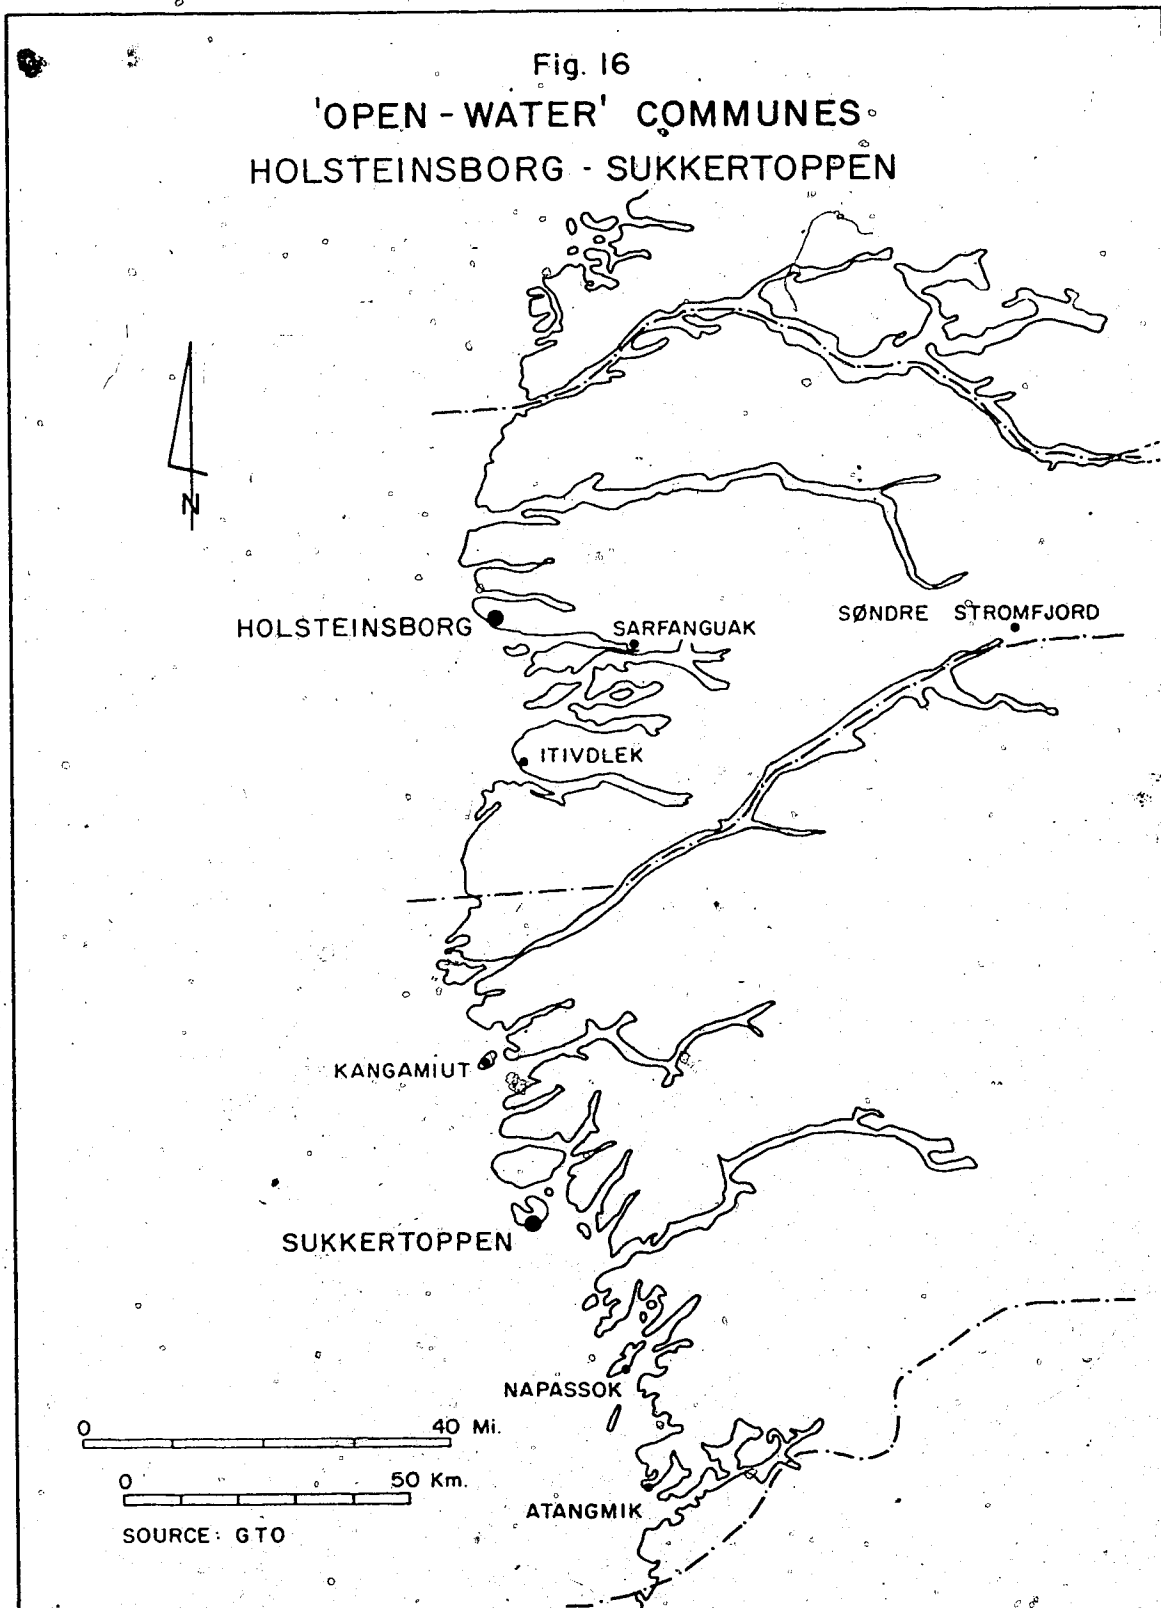 Fig. 16
'OPEN - WATER' COMMUNES
HOLSTEINSBORG - SUKKERTOPPEN
N
HOLSTEINSBORG
SARFANGUAK
SØNDRE STROMFJORD
ITIVDLEK
KANGAMIUT
SUKKERTOPPEN
NAPASSOK
0 40 Mi.
0 50 Km.
ATANGMIK
SOURCE: GTO